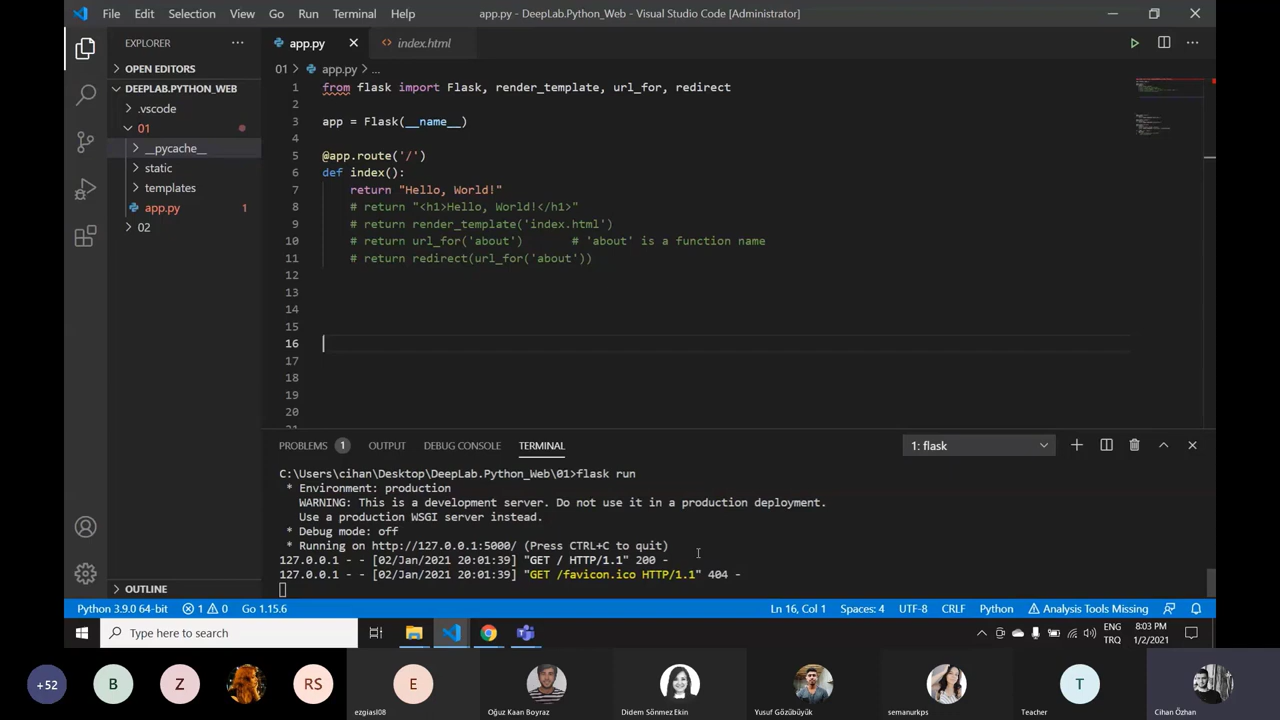 File Edit Selection View Go Run Terminal Help
app.py - DeepLab.Python_Web - Visual Studio Code [Administrator]
EXPLORER
OPEN EDITORS
DEEPLAB.PYTHON_WEB
.vscode
01
__pycache__
static
templates
app.py 1
02
OUTLINE
app.py
index.html
01 > app.py > ...
1 from flask import Flask, render_template, url_for, redirect
2
3 app = Flask(__name__)
4
5 @app.route('/')
6 def index():
7 return "Hello, World!"
8 # return "<h1>Hello, World!</h1>"
9 # return render_template('index.html')
10 # return url_for('about') # 'about' is a function name
11 # return redirect(url_for('about'))
12
13
14
15
16
17
18
19
20
PROBLEMS 1 OUTPUT DEBUG CONSOLE TERMINAL
1: flask
C:\Users\cihan\Desktop\DeepLab.Python_Web\01>flask run
* Environment: production
WARNING: This is a development server. Do not use it in a production deployment.
Use a production WSGI server instead.
* Debug mode: off
* Running on http://127.0.0.1:5000/ (Press CTRL+C to quit)
127.0.0.1 - - [02/Jan/2021 20:01:39] "GET / HTTP/1.1" 200 -
127.0.0.1 - - [02/Jan/2021 20:01:39] "GET /favicon.ico HTTP/1.1" 404 -
Python 3.9.0 64-bit 1 0 Go 1.15.6
Ln 16, Col 1 Spaces: 4 UTF-8 CRLF Python Analysis Tools Missing
Type here to search
ENG
TRQ
8:03 PM
1/2/2021
+52
B
Z
RS
E
ezgiasl08
Oğuz Kaan Boyraz
Didem Sönmez Ekin
Yusuf Gözübüyük
semanurkps
T
Teacher
Cihan Özhan